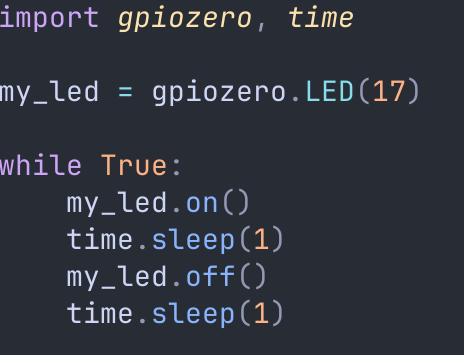 import gpiozero, time
my_led = gpiozero.LED(17)
while True:
    my_led.on()
    time.sleep(1)
    my_led.off()
    time.sleep(1)